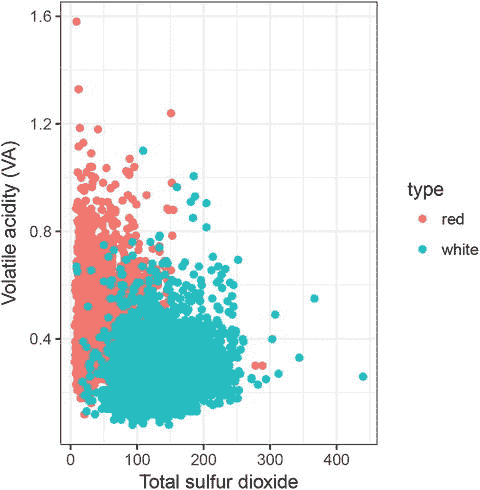 1.6
1.2
0.8
0.4
Volatile acidity (VA)
0 100 200 300 400
Total sulfur dioxide
type
red
white